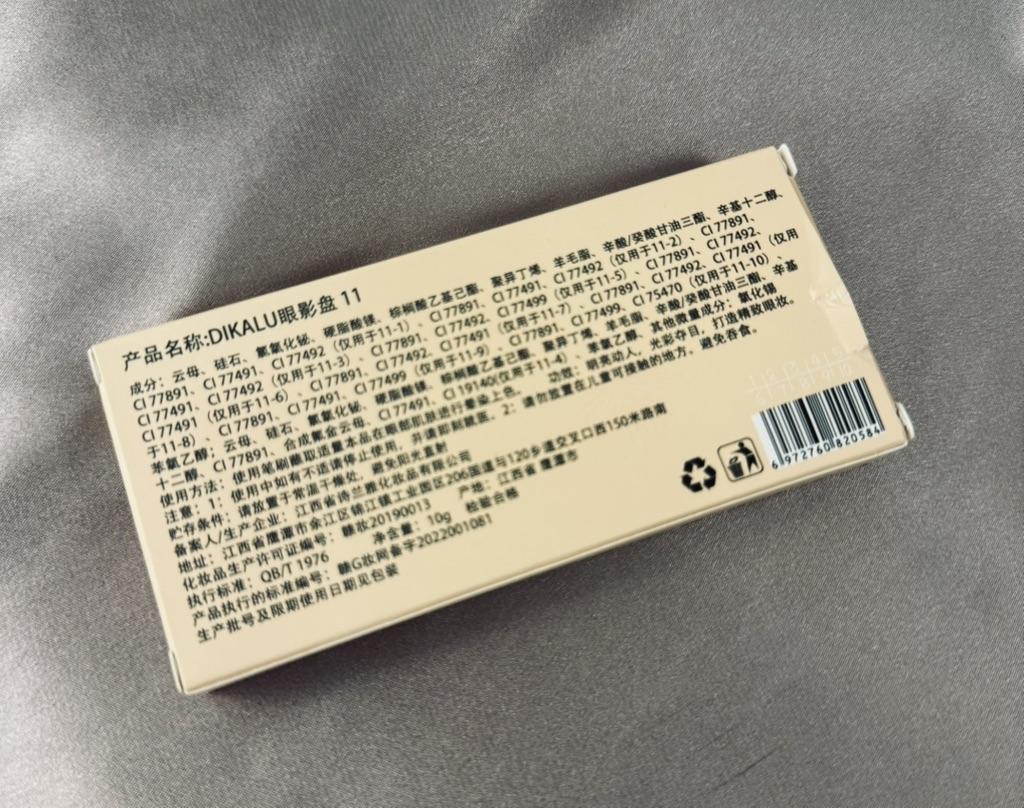 产品名称:DIKALU眼影盘 11
成分：云母、硅石、氯氧化铋、硬脂酸镁、棕榈酸乙基己酯、聚异丁烯、羊毛脂、辛酸/癸酸甘油三酯、辛基十二醇、
CI 77891、CI 77491、CI 77492（仅用于11-1）、CI 77891、CI 77491、CI 77492（仅用于11-2）、CI 77891、
CI 77491、CI 77492（仅用于11-3）、CI 77891、CI 77492、CI 77499（仅用于11-5）、CI 77891、CI 77492、
CI 77491（仅用于11-6）、CI 77891、CI 77492、CI 77491（仅用于11-7）、CI 77891、CI 77492、CI 77491（仅用
于11-8）、CI 77891、CI 77491、CI 77499（仅用于11-9）、CI 77891、CI 77499、CI 75470（仅用于11-10）、
苯氧乙醇；云母、硅石、氯氧化铋、硬脂酸镁、棕榈酸乙基己酯、聚异丁烯、羊毛脂、辛酸/癸酸甘油三酯、辛基
十二醇、CI 77891、合成氟金云母、CI 77491、CI 19140(仅用于11-4）、苯氧乙醇、其他微量成分：氧化锡
使用方法：使用笔刷蘸取适量本品在眼部肌肤进行晕染上色。 功效：明亮动人，光彩夺目，打造精致眼妆。
注意：1：使用中如有不适请停止使用，并请即刻就医。2：请勿放置在儿童可接触的地方。避免吞食。
贮存条件：请放置于常温干燥处，避免阳光直射
备案人/生产企业：江西省诗兰雅化妆品有限公司
地址：江西省鹰潭市余江区锦江镇工业园区206国道与120乡道交叉口西150米路南
化妆品生产许可证编号：赣妆20190013 产地：江西省 鹰潭市
执行标准：QB/T 1976 净含量：10g 检验合格
产品执行的标准编号：赣G妆网备字2022001081
生产批号及限期使用日期见包装
6 972760 820584